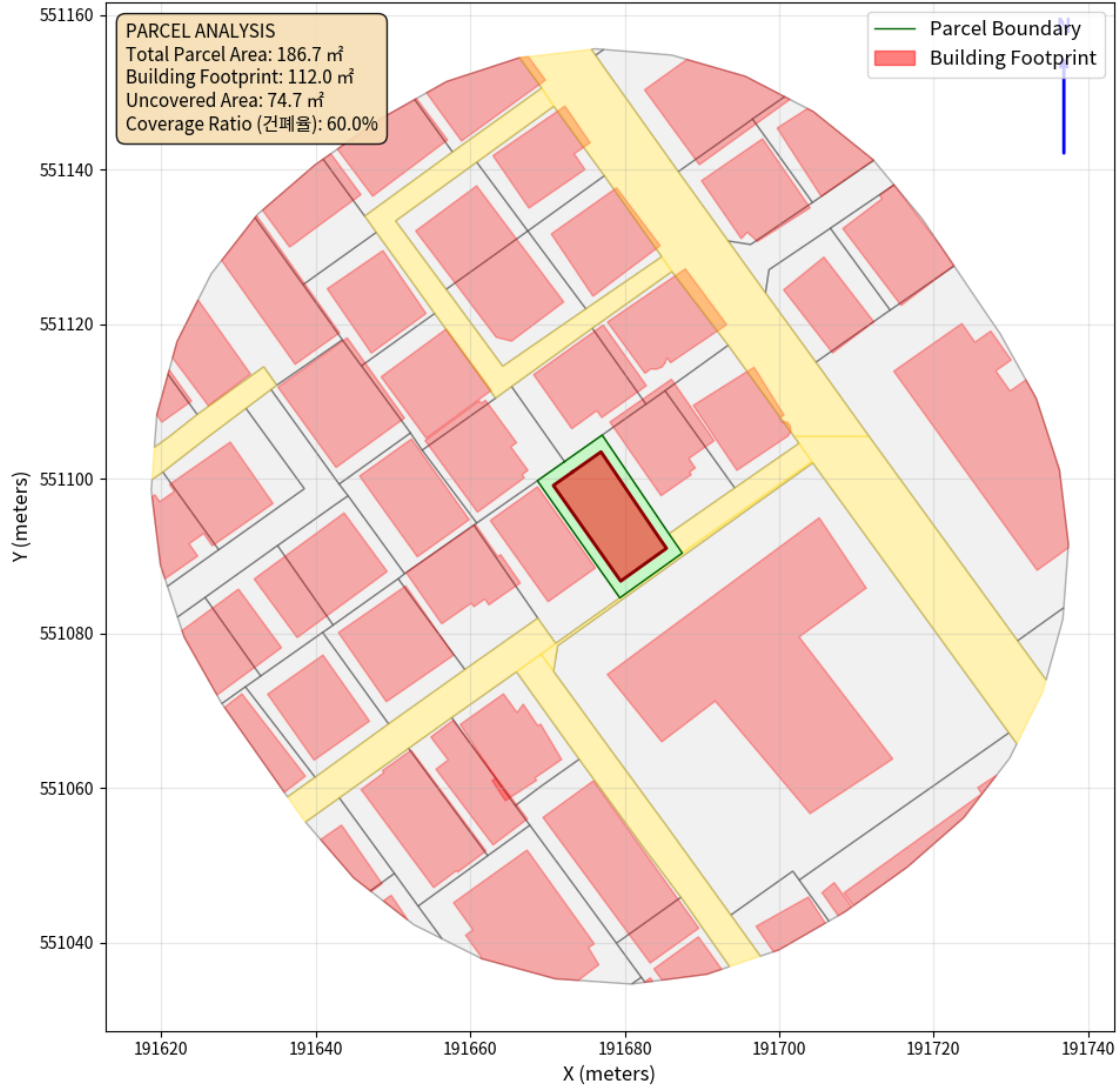 551160
551140
551120
551100
551080
551060
551040
Y (meters)
PARCEL ANALYSIS
Total Parcel Area: 186.7 ㎡
Building Footprint: 112.0 ㎡
Uncovered Area: 74.7 ㎡
Coverage Ratio (건폐율): 60.0%
N
Parcel Boundary
Building Footprint
191620
191640
191660
191680
191700
191720
191740
X (meters)